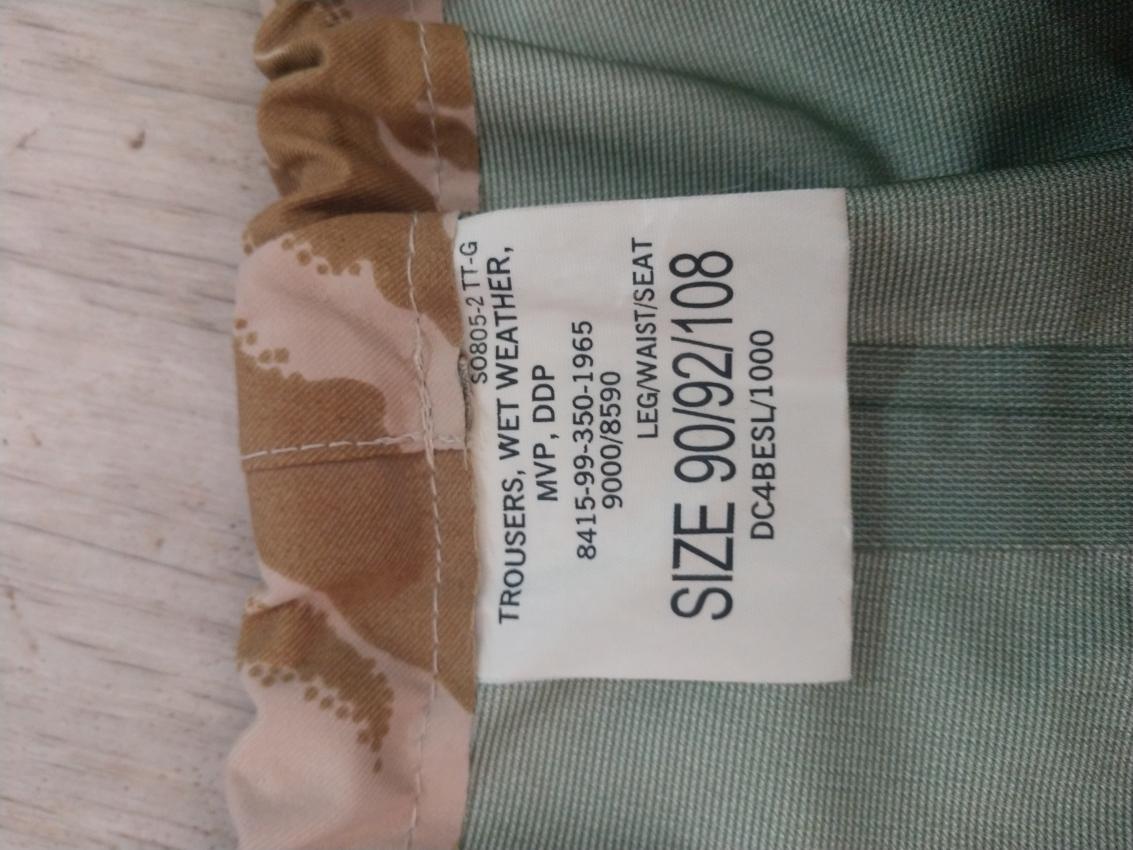 SO805-2 TT-G
TROUSERS, WET WEATHER,
MVP, DDP
8415-99-350-1965
9000/8590
LEG/WAIST/SEAT
SIZE 90/92/108
DC4BESL/1000